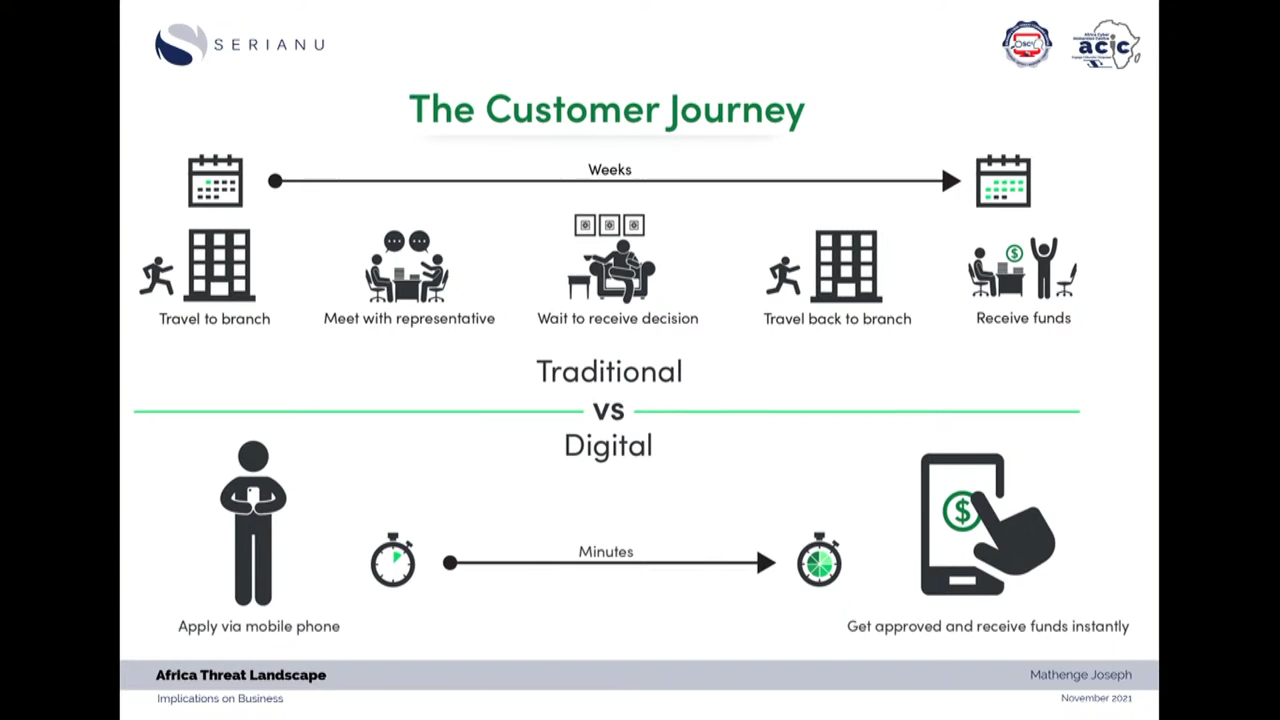 SERIANU
acic
The Customer Journey
Weeks
Travel to branch
Meet with representative
Wait to receive decision
Travel back to branch
Receive funds
Traditional
vs
Digital
Minutes
Apply via mobile phone
Get approved and receive funds instantly
Africa Threat Landscape
Mathenge Joseph
Implications on Business
November 2021